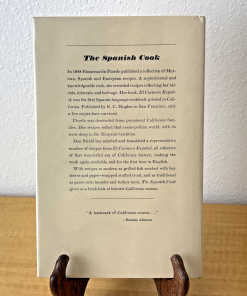 The Spanish Cook
In 1898 Encarnación Pinedo published a collection of Mex-
ican, Spanish and European recipes. A sophisticated and
knowledgeable cook, she recorded recipes reflecting her tal-
ents, interests, and heritage. Her book, El Cocinero Españ-
ol, was the first Spanish-language cookbook printed in Cali-
fornia. Published by E. C. Hughes in San Francisco, only
a few copies have survived.
Pinedo was descended from prominent California fami-
lies. Her recipes reflect that cosmopolitan world, with its
roots deep in the Hispanic tradition.
Dan Strehl has selected and translated a representative
number of recipes from El Cocinero Español, all reflective
of that wonderful era of California history, making the
work again available, and for the first time in English.
With recipes as modern as grilled fish seasoned with bay
leaves and paper-wrapped stuffed trout, and as traditional
as green corn tamales and turkey mole, The Spanish Cook
gives us a fresh look at historic California cuisine.
"A landmark of California cuisine ..."